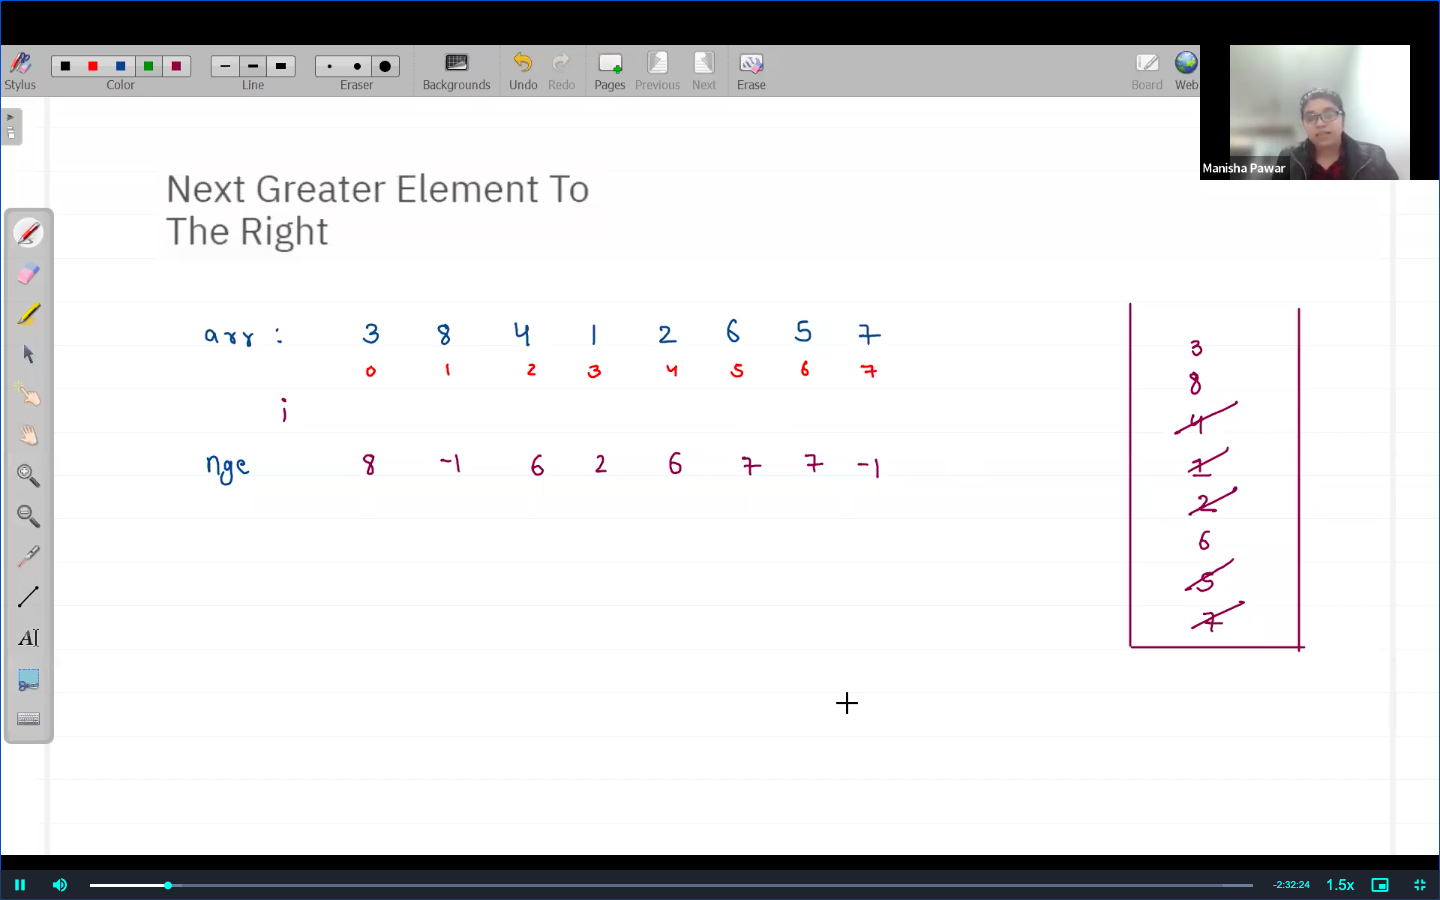 Stylus
Color
Line
Eraser
Backgrounds
Undo
Redo
Pages
Previous
Next
Erase
Board
Web
Manisha Pawar
Next Greater Element To
The Right
arr : 3 8 4 1 2 6 5 7
0 1 2 3 4 5 6 7
i
nge 8 -1 6 2 6 7 7 -1
3
8
4
1
2
6
5
7
AI
-2:32:24 1.5x